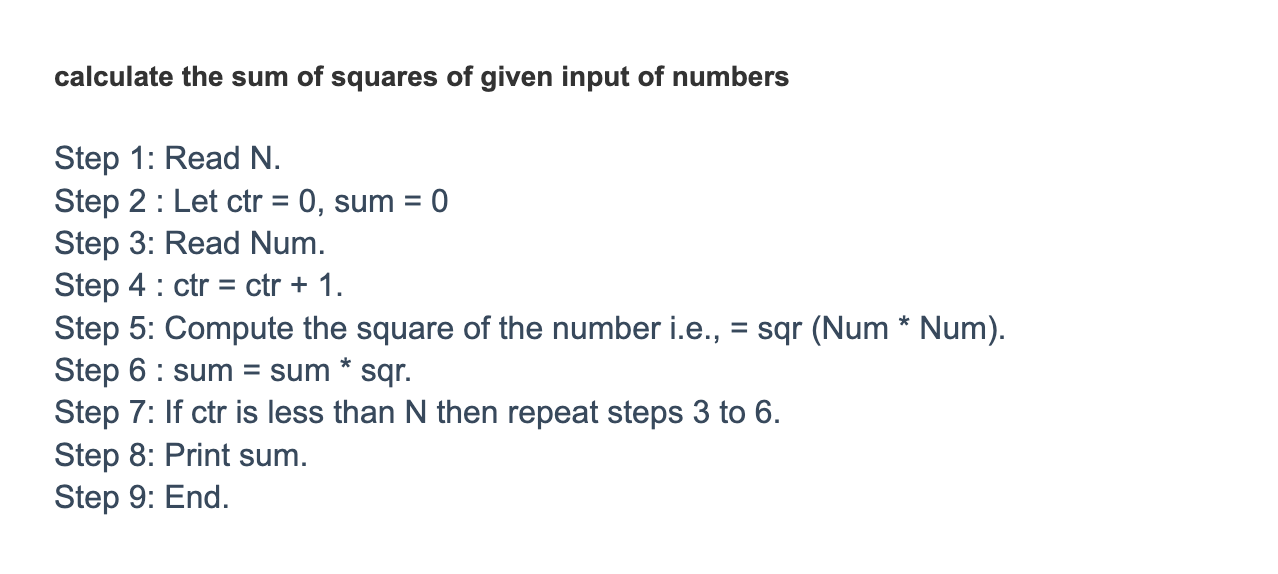 calculate the sum of squares of given input of numbers
Step 1: Read N.
Step 2 : Let ctr = 0, sum = 0
Step 3: Read Num.
Step 4 : ctr = ctr + 1.
Step 5: Compute the square of the number i.e., = sqr (Num * Num).
Step 6 : sum = sum * sqr.
Step 7: If ctr is less than N then repeat steps 3 to 6.
Step 8: Print sum.
Step 9: End.